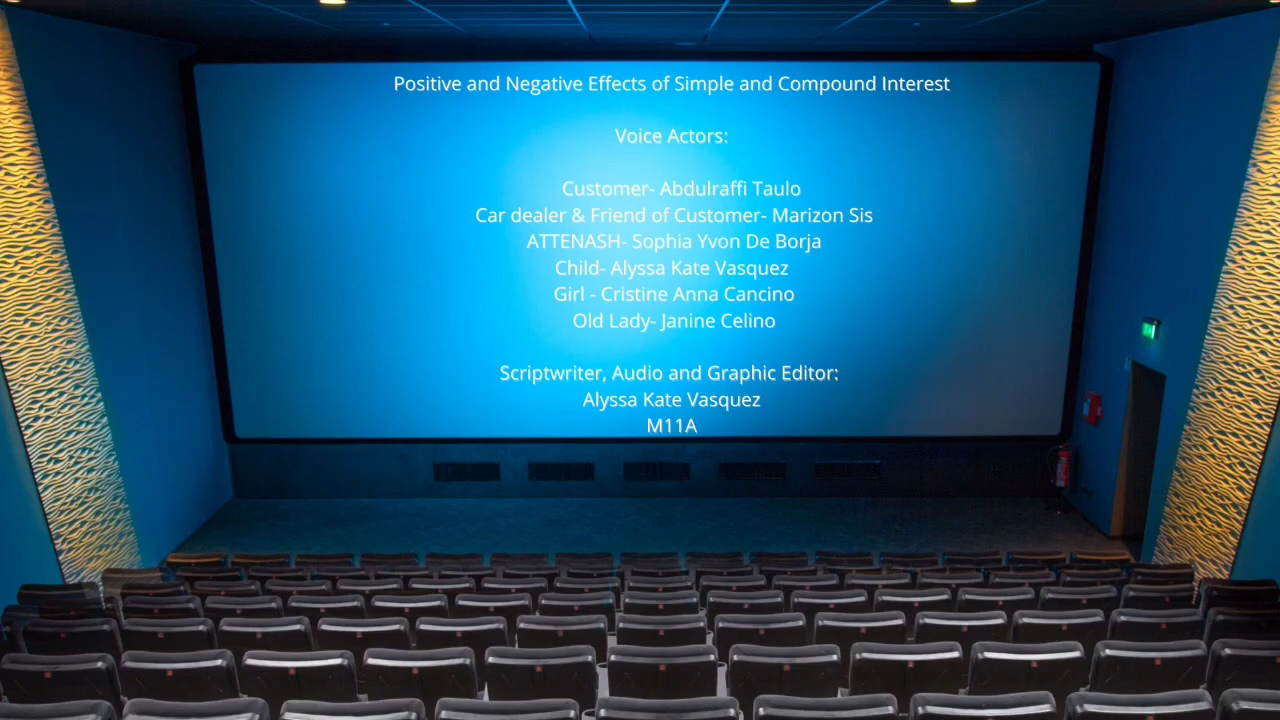 Positive and Negative Effects of Simple and Compound Interest
Voice Actors:
Customer- Abdulraffi Taulo
Car dealer & Friend of Customer- Marizon Sis
ATTENASH- Sophia Yvon De Borja
Child- Alyssa Kate Vasquez
Girl - Cristine Anna Cancino
Old Lady- Janine Celino
Scriptwriter, Audio and Graphic Editor:
Alyssa Kate Vasquez
M11A